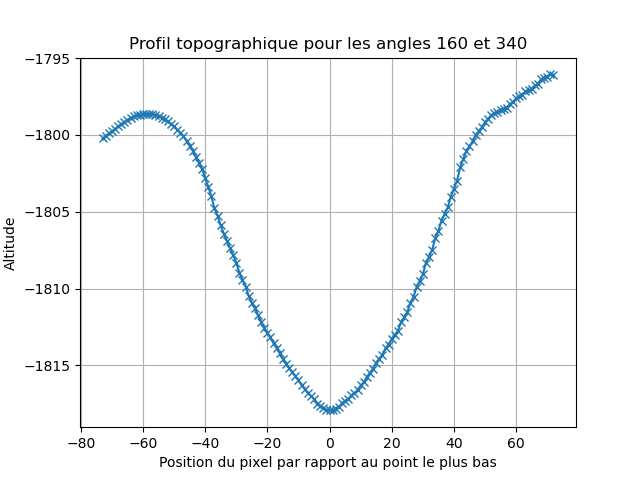 Profil topographique pour les angles 160 et 340
−1795
−1800
−1805
−1810
−1815
Altitude
−80 −60 −40 −20 0 20 40 60
Position du pixel par rapport au point le plus bas